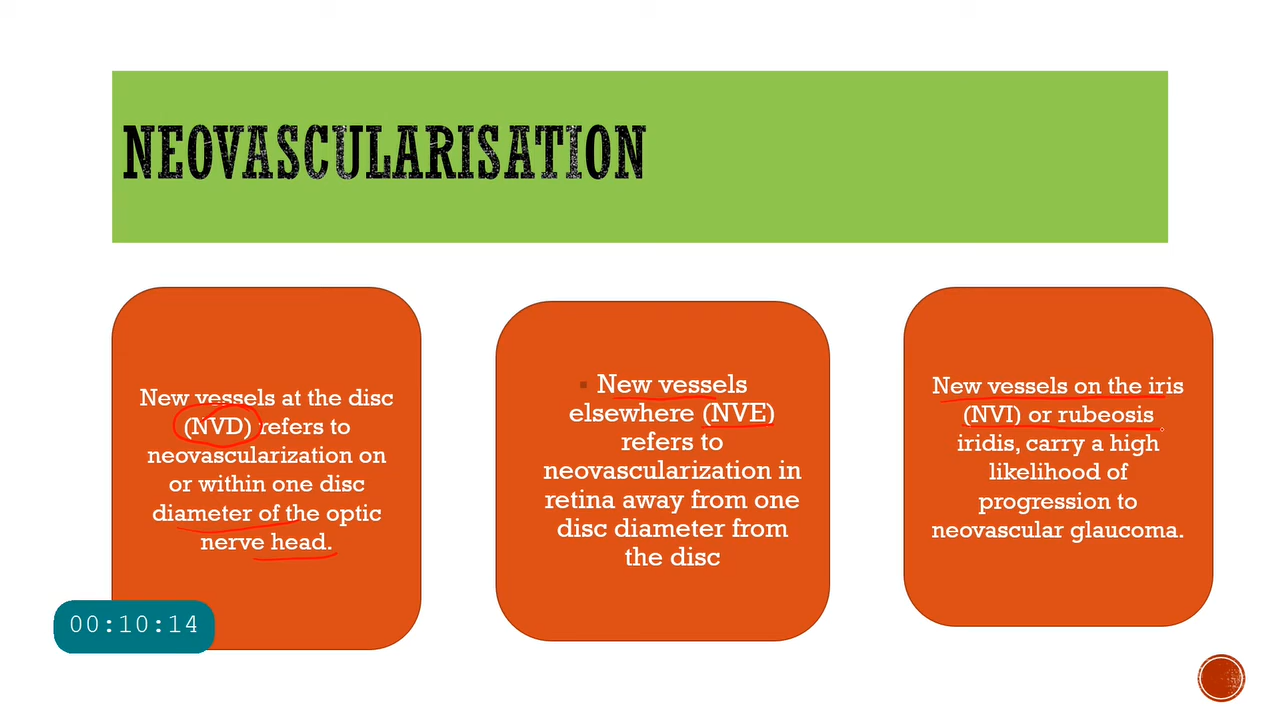 NEOVASCULARISATION
New vessels at the disc
(NVD) refers to
neovascularization on
or within one disc
diameter of the optic
nerve head.
New vessels
elsewhere (NVE)
refers to
neovascularization in
retina away from one
disc diameter from
the disc
New vessels on the iris
(NVI) or rubeosis
iridis, carry a high
likelihood of
progression to
neovascular glaucoma.
00:10:14